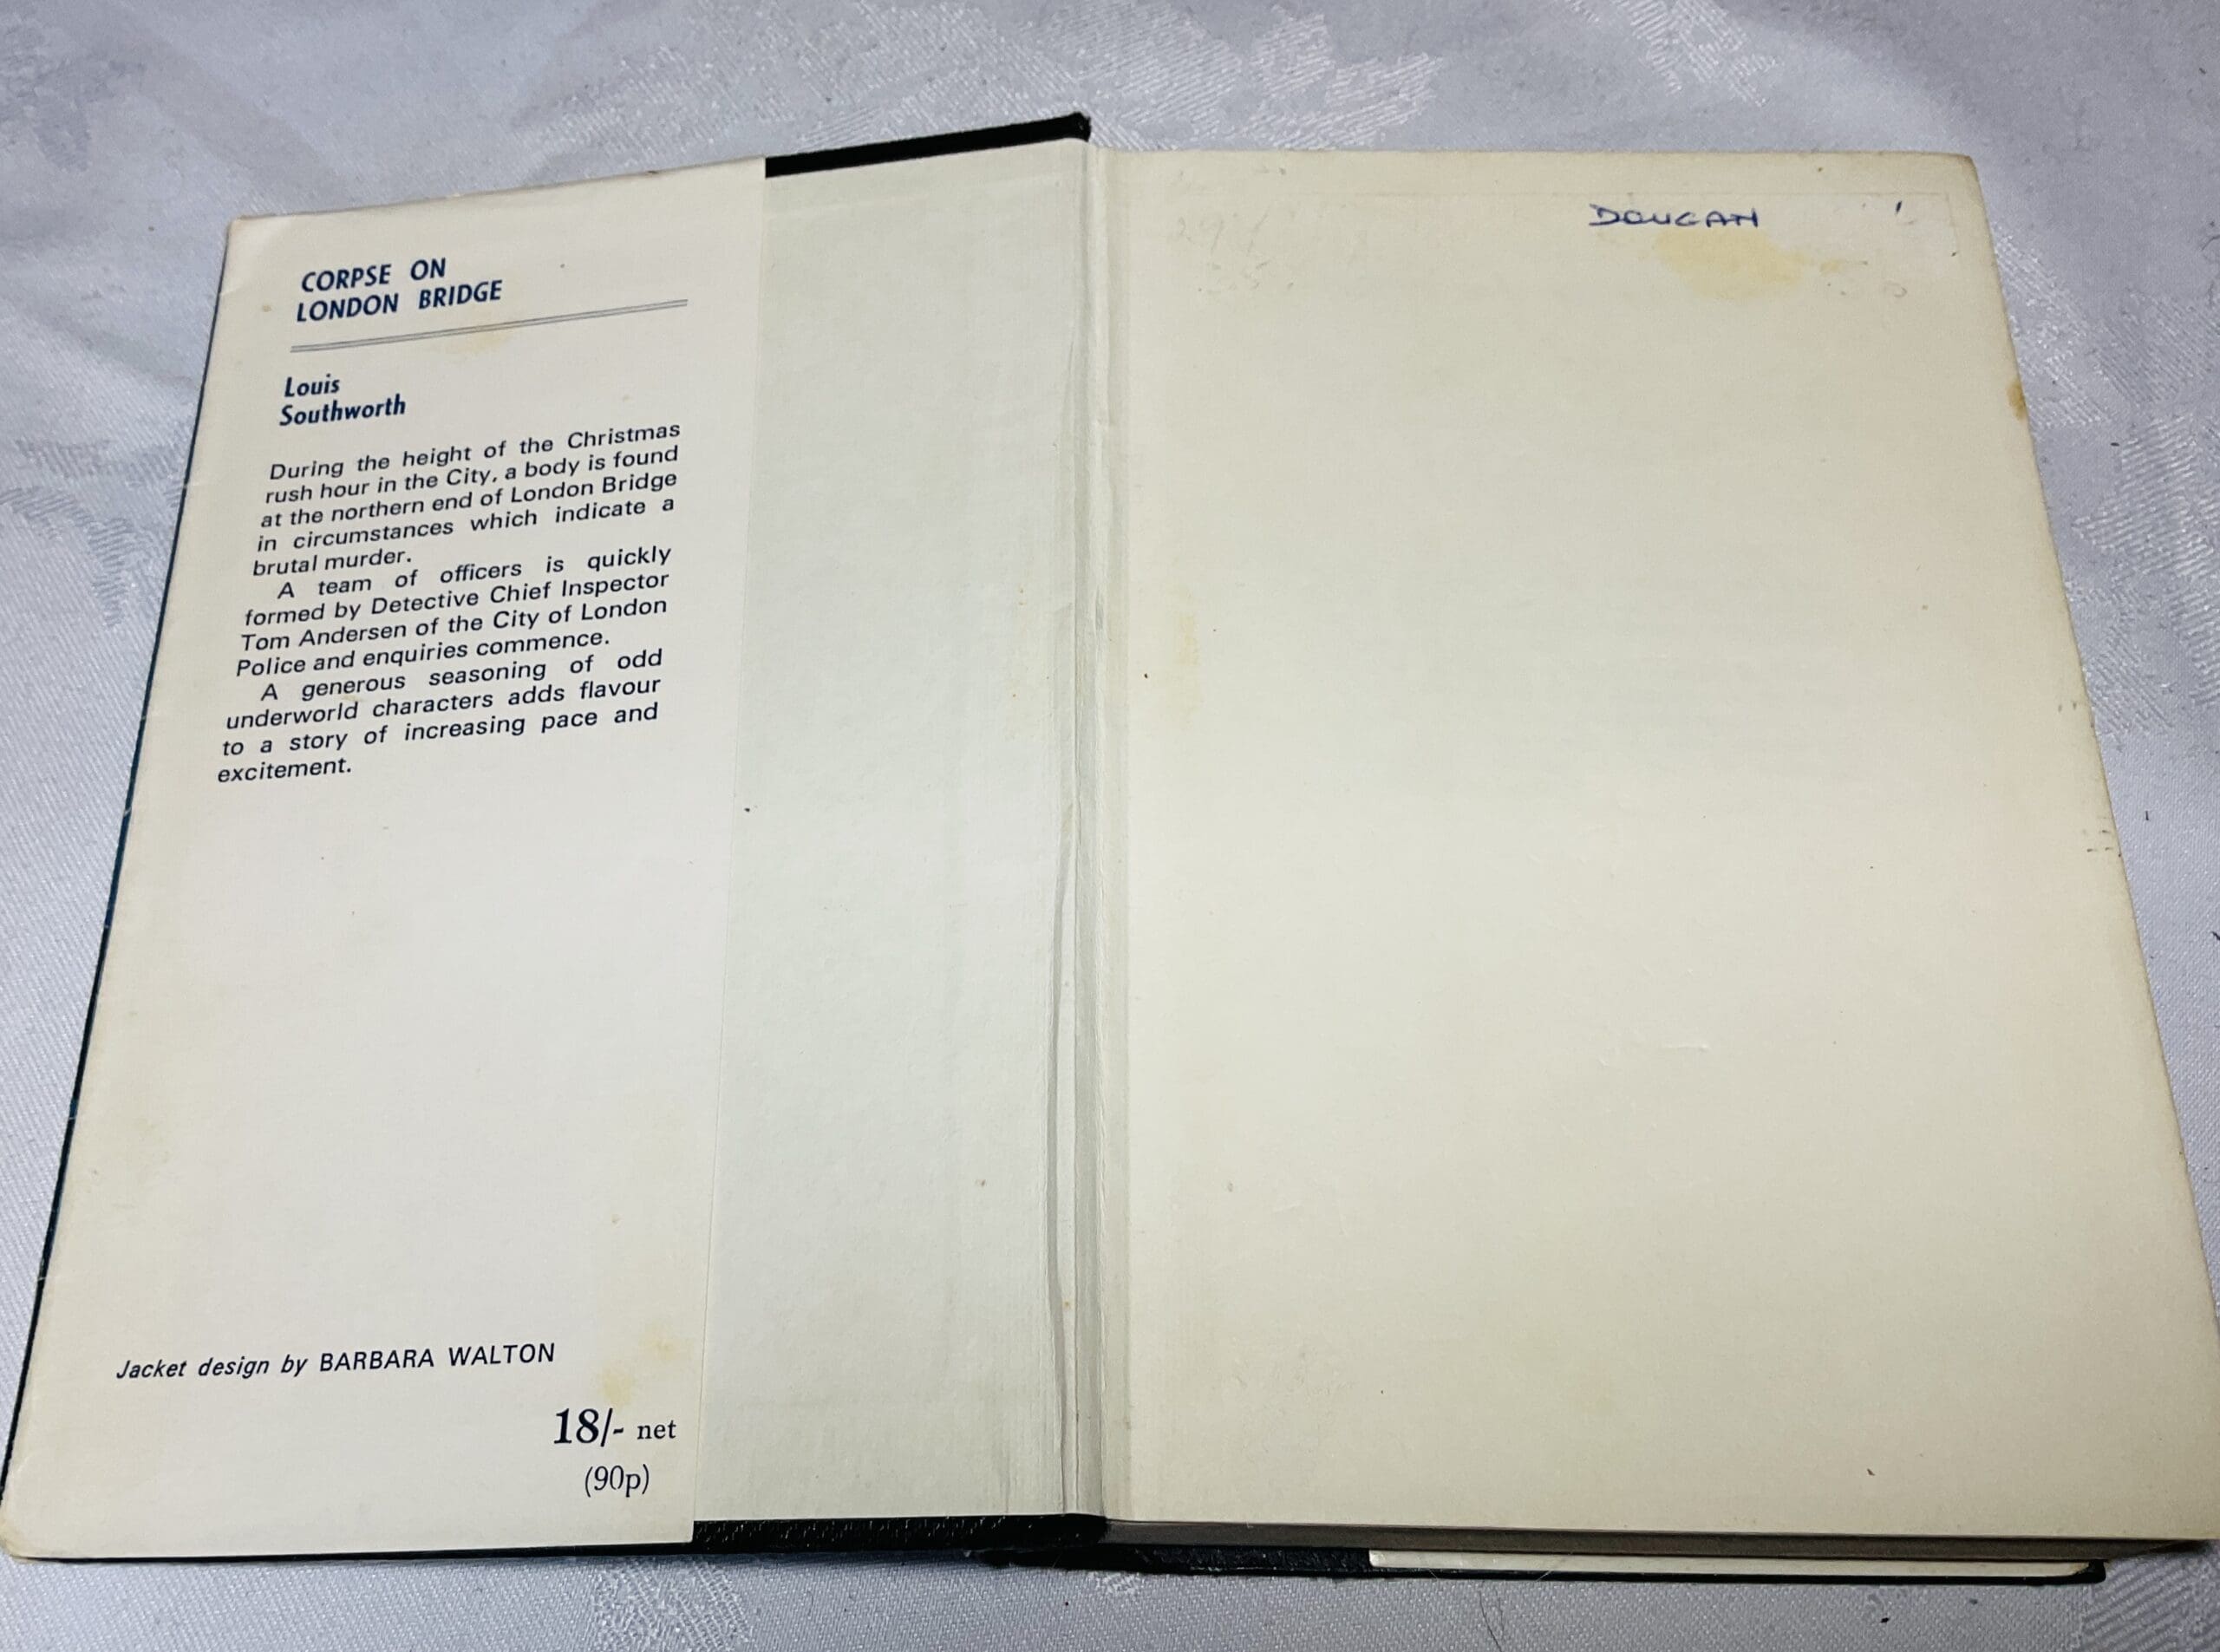 CORPSE ON
LONDON BRIDGE
Louis
Southworth
During the height of the Christmas
rush hour in the City, a body is found
at the northern end of London Bridge
in circumstances which indicate a
brutal murder.
A team of officers is quickly
formed by Detective Chief Inspector
Tom Andersen of the City of London
Police and enquiries commence.
A generous seasoning of odd
underworld characters adds flavour
to a story of increasing pace and
excitement.
Jacket design by BARBARA WALTON
18/- net
(90p)
DOUGAN